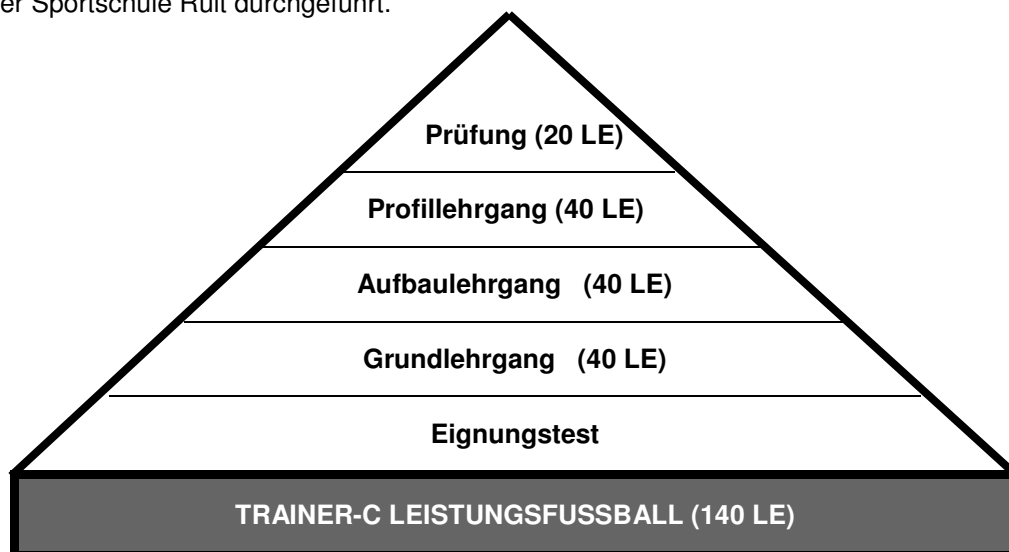 er Sportschule Ruit durchgeführt.
Prüfung (20 LE)
Profillehrgang (40 LE)
Aufbaulehrgang (40 LE)
Grundlehrgang (40 LE)
Eignungstest
TRAINER-C LEISTUNGSFUSSBALL (140 LE)